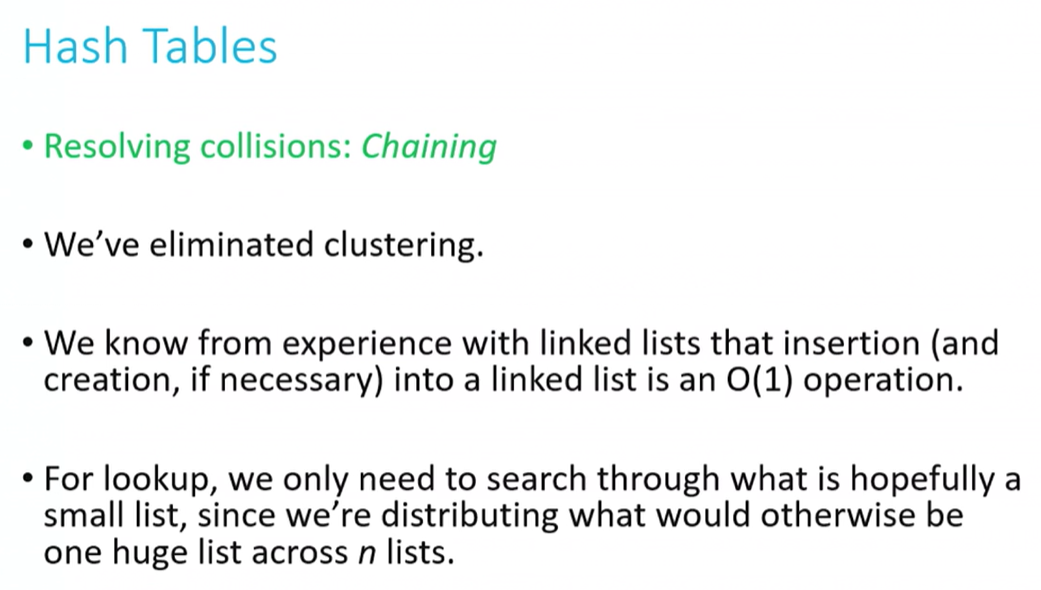 Hash Tables
• Resolving collisions: Chaining
• We’ve eliminated clustering.
• We know from experience with linked lists that insertion (and
creation, if necessary) into a linked list is an O(1) operation.
• For lookup, we only need to search through what is hopefully a
small list, since we’re distributing what would otherwise be
one huge list across n lists.